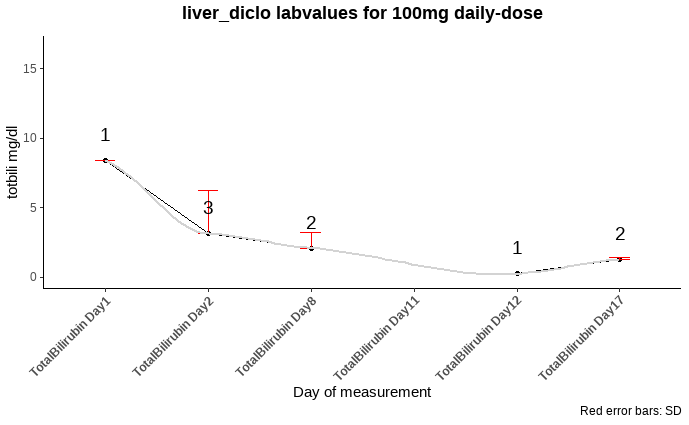 liver_diclo labvalues for 100mg daily-dose
totbili mg/dl
15
10
5
0
1
3
2
1
2
TotalBilirubin Day1
TotalBilirubin Day2
TotalBilirubin Day8
TotalBilirubin Day11
TotalBilirubin Day12
TotalBilirubin Day17
Day of measurement
Red error bars: SD